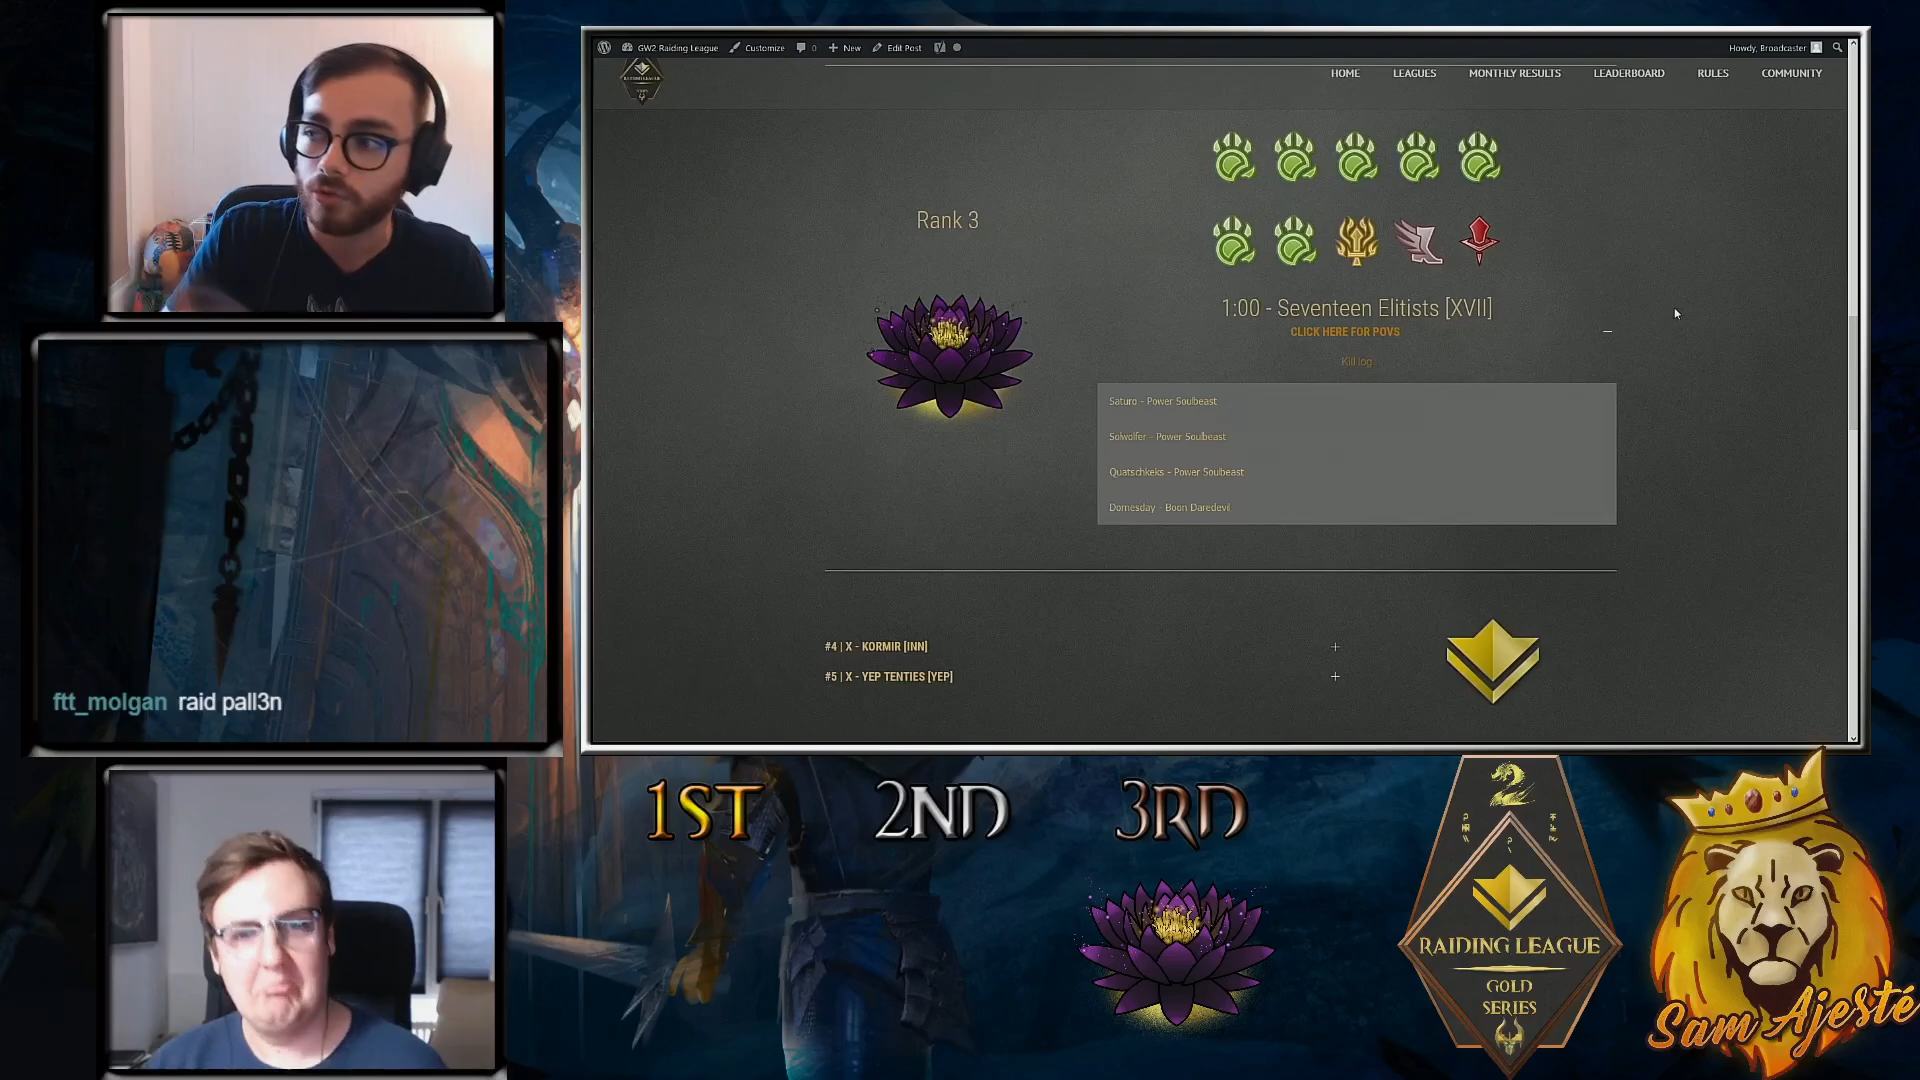 GW2 Raiding League
Customize
0
New
Edit Post
Howdy, Broadcaster
HOME
LEAGUES
MONTHLY RESULTS
LEADERBOARD
RULES
COMMUNITY
Rank 3
1:00 - Seventeen Elitists [XVII]
CLICK HERE FOR POVS
Kill log
Saturo - Power Soulbeast
Solwolfer - Power Soulbeast
Quatschkeks - Power Soulbeast
Domesday - Boon Daredevil
#4 | X - KORMIR [INN]
#5 | X - YEP TENTIES [YEP]
ftt_molgan raid pall3n
1ST
2ND
3RD
2
RAIDING LEAGUE
GOLD
SERIES
Sam Ajesté